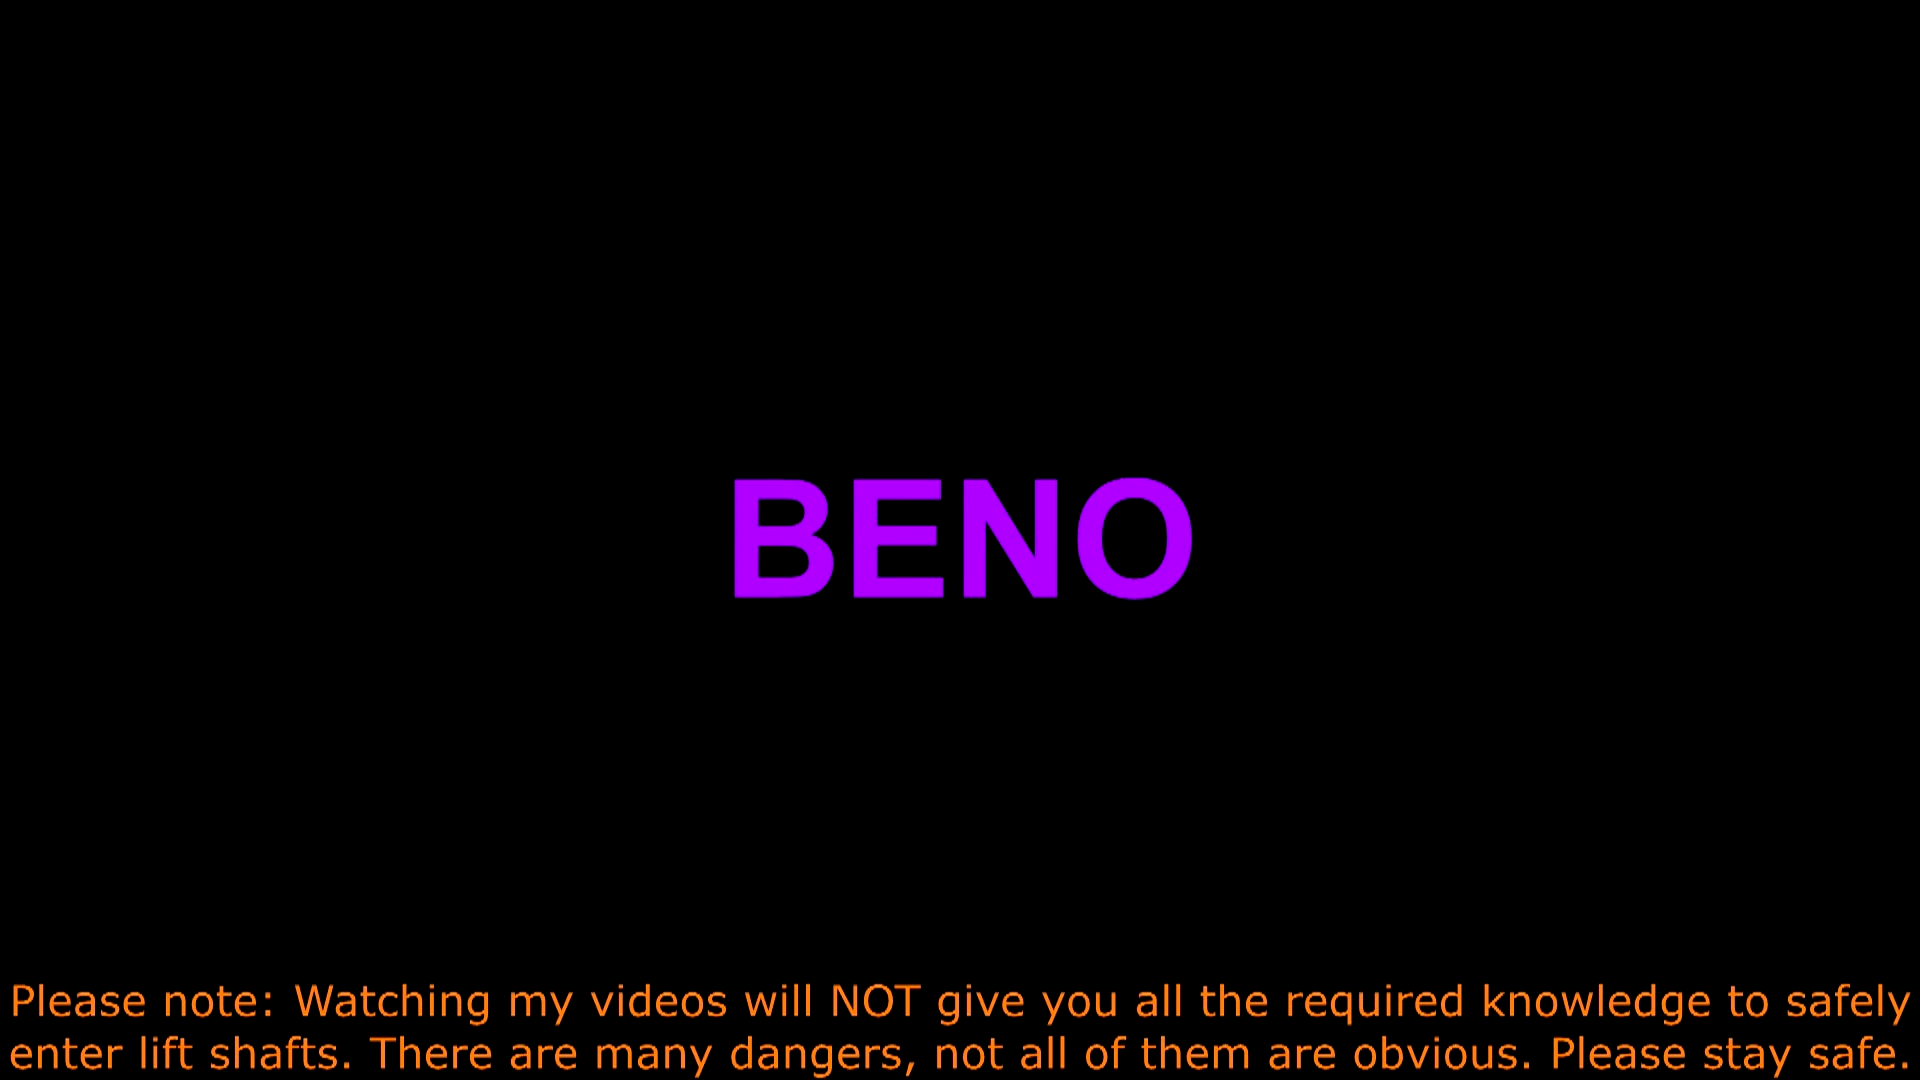 BENO
Please note: Watching my videos will NOT give you all the required knowledge to safely
enter lift shafts. There are many dangers, not all of them are obvious. Please stay safe.